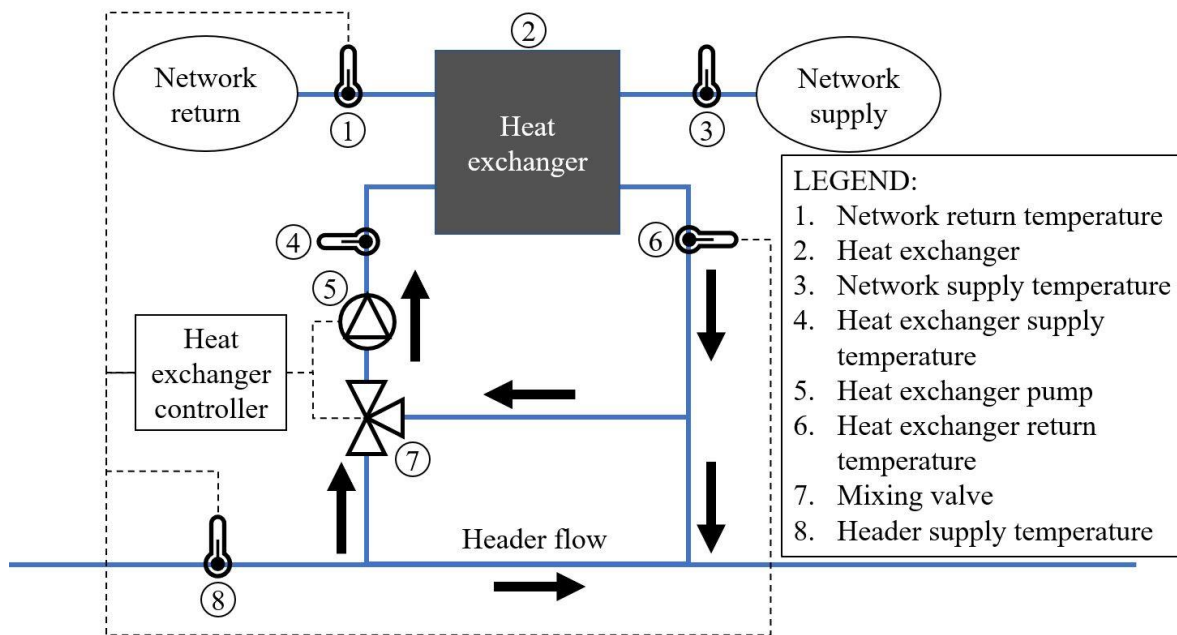 2
Network
return
1
Heat
exchanger
3
Network
supply
4
5
6
Heat
exchanger
controller
7
Header flow
8
LEGEND:
1. Network return temperature
2. Heat exchanger
3. Network supply temperature
4. Heat exchanger supply
temperature
5. Heat exchanger pump
6. Heat exchanger return
temperature
7. Mixing valve
8. Header supply temperature